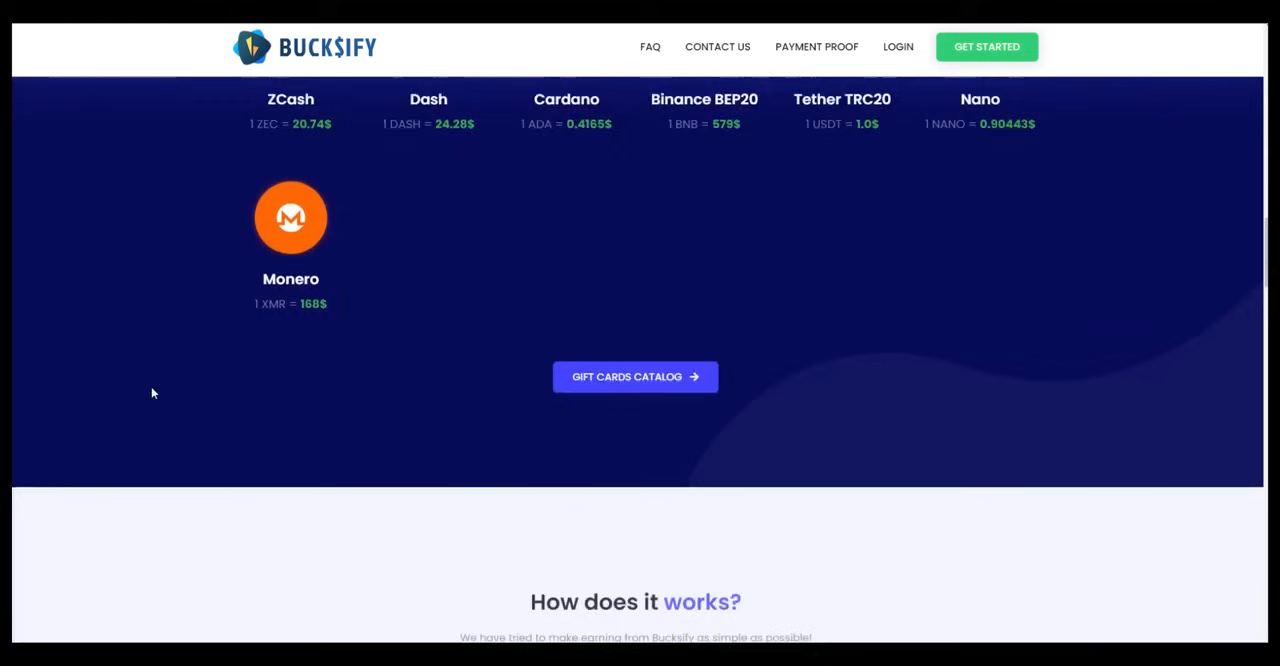 BUCK$IFY
FAQ CONTACT US PAYMENT PROOF LOGIN GET STARTED
ZCash Dash Cardano Binance BEP20 Tether TRC20 Nano
1 ZEC = 20.74$ 1 DASH = 24.28$ 1 ADA = 0.4165$ 1 BNB = 579$ 1 USDT = 1.0$ 1 NANO = 0.90443$
Monero
1 XMR = 168$
GIFT CARDS CATALOG →
How does it works?
We have tried to make earning from Bucksify as simple as possible!